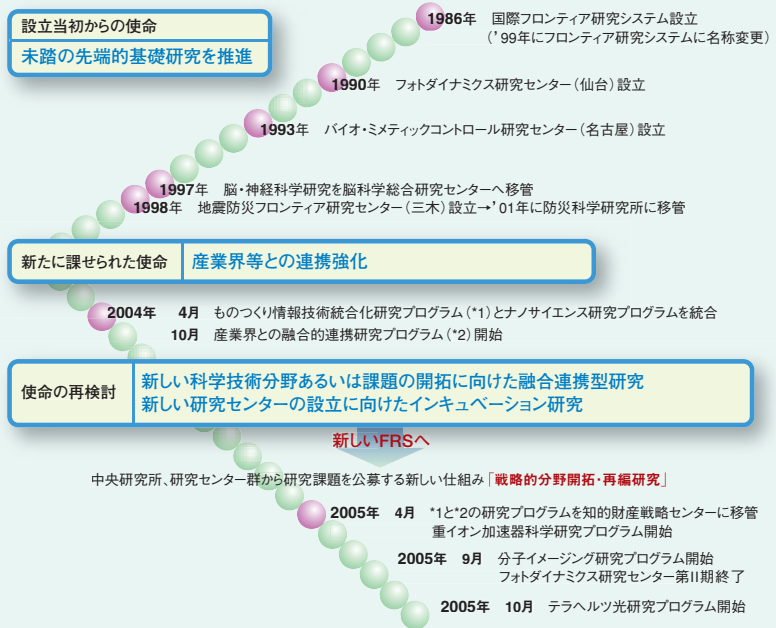 設立当初からの使命
未踏の先端的基礎研究を推進
1986年 国際フロンティア研究システム設立
（’99年にフロンティア研究システムに名称変更）
1990年 フォトダイナミクス研究センター（仙台）設立
1993年 バイオ・ミメティックコントロール研究センター（名古屋）設立
1997年 脳・神経科学研究を脳科学総合研究センターへ移管
1998年 地震防災フロンティア研究センター（三木）設立→’01年に防災科学研究所に移管
新たに課せられた使命 産業界等との連携強化
2004年 4月 ものつくり情報技術統合化研究プログラム（*1）とナノサイエンス研究プログラムを統合
10月 産業界との融合的連携研究プログラム（*2）開始
使命の再検討
新しい科学技術分野あるいは課題の開拓に向けた融合連携型研究
新しい研究センターの設立に向けたインキュベーション研究
新しいFRSへ
中央研究所、研究センター群から研究課題を公募する新しい仕組み「戦略的分野開拓・再編研究」
2005年 4月 *1と*2の研究プログラムを知的財産戦略センターに移管
重イオン加速器科学研究プログラム開始
2005年 9月 分子イメージング研究プログラム開始
フォトダイナミクス研究センター第II期終了
2005年 10月 テラヘルツ光研究プログラム開始